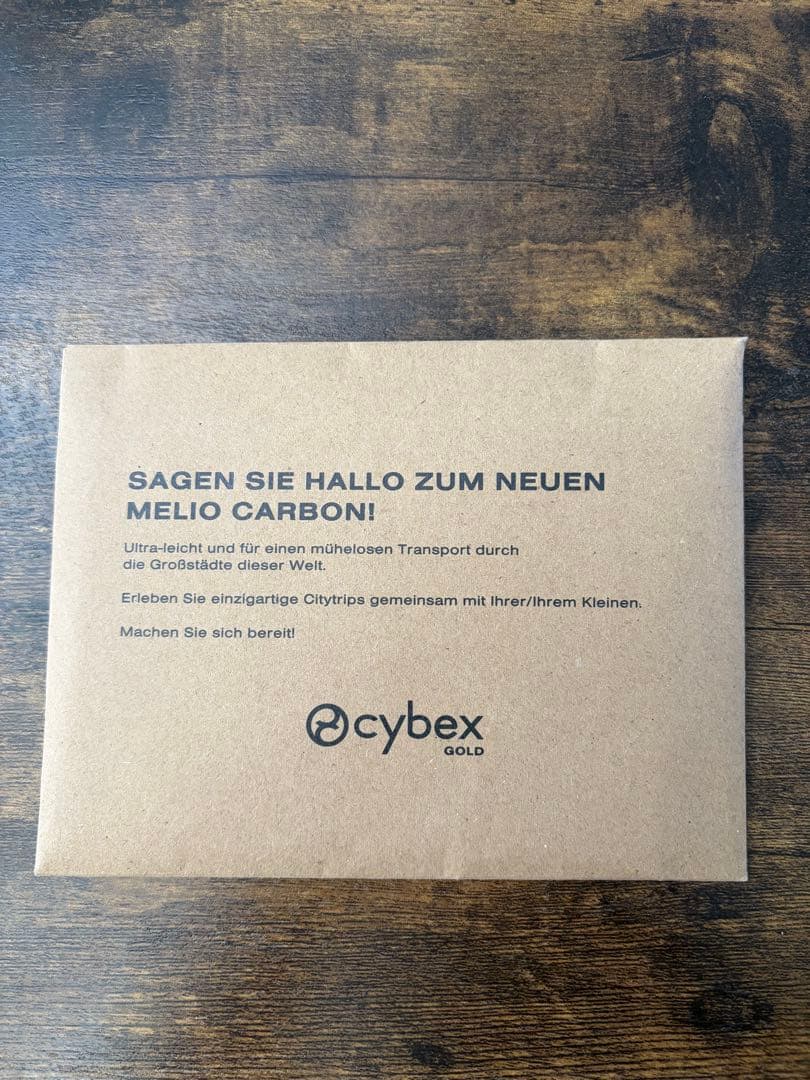 SAGEN SIE HALLO ZUM NEUEN
MELIO CARBON!
Ultra-leicht und für einen mühelosen Transport durch
die Großstädte dieser Welt.
Erleben Sie einzigartige Citytrips gemeinsam mit Ihrer/Ihrem Kleinen.
Machen Sie sich bereit!
cybex
GOLD